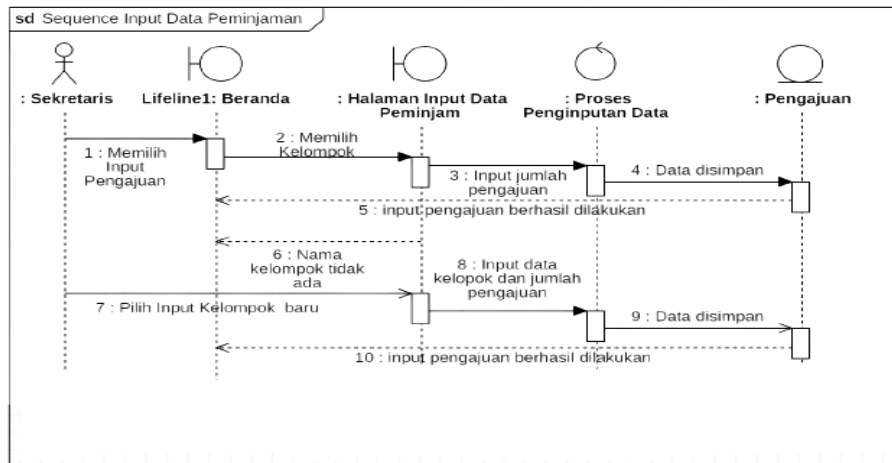 sd Sequence Input Data Peminjaman
: Sekretaris
Lifeline1: Beranda
: Halaman Input Data
Peminjam
: Proses
Penginputan Data
: Pengajuan
1 : Memilih
Input
Pengajuan
2 : Memilih
Kelompok
3 : Input jumlah
pengajuan
4 : Data disimpan
5 : input pengajuan berhasil dilakukan
6 : Nama
kelompok tidak
ada
7 : Pilih Input Kelompok baru
8 : Input data
kelopok dan jumlah
pengajuan
9 : Data disimpan
10 : input pengajuan berhasil dilakukan